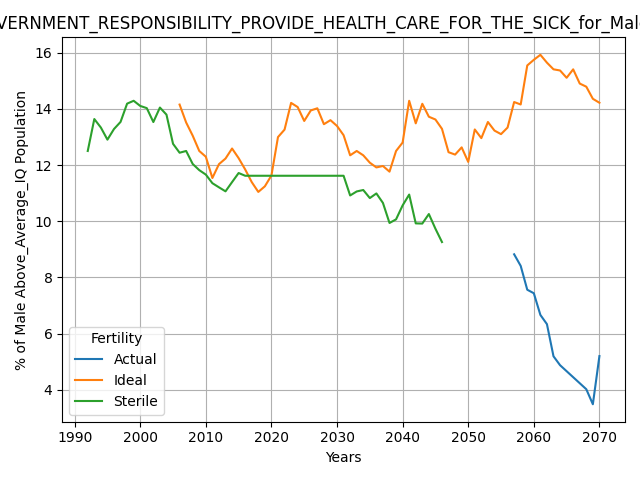 VERNMENT_RESPONSIBILITY_PROVIDE_HEALTH_CARE_FOR_THE_SICK_for_Mal
% of Male Above_Average_IQ Population
16
14
12
10
8
6
4
Fertility
Actual
Ideal
Sterile
1990 2000 2010 2020 2030 2040 2050 2060 2070
Years